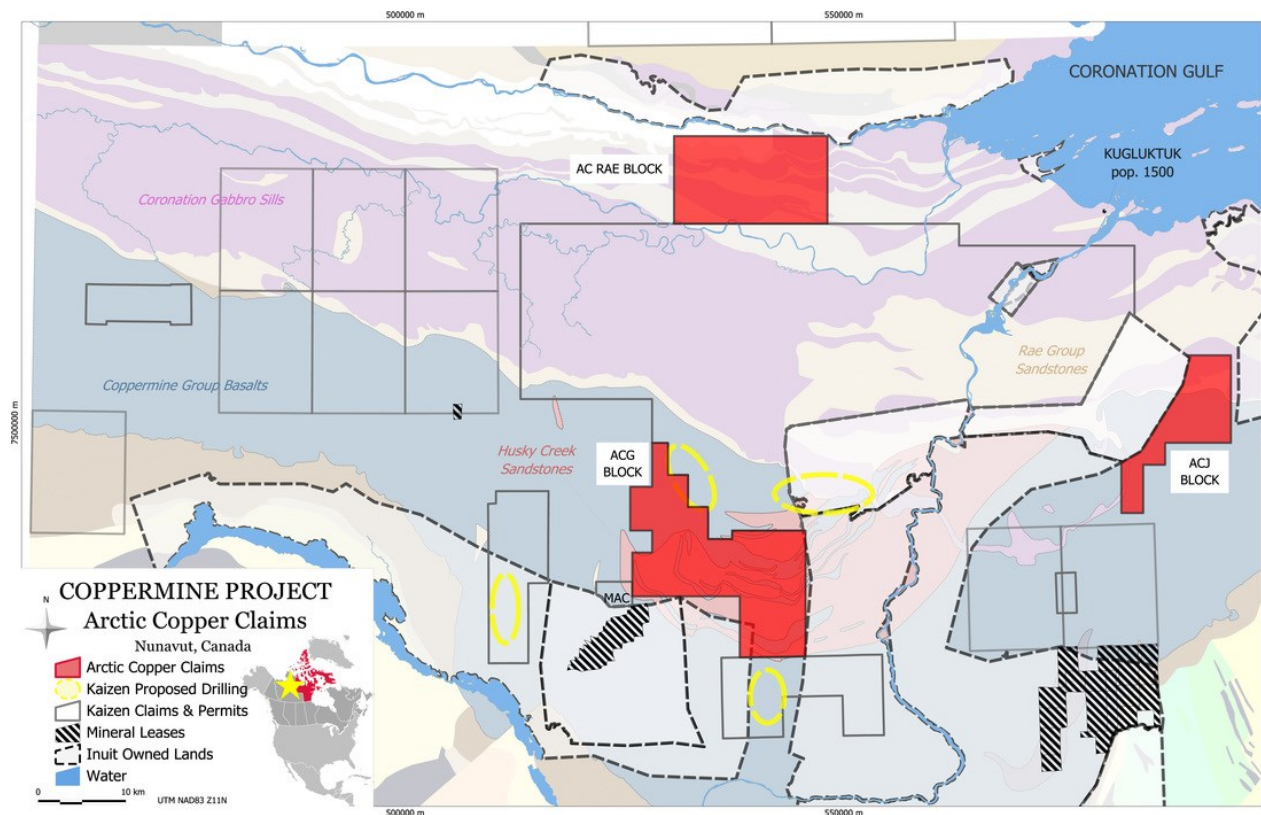 500000 m
550000 m
CORONATION GULF
KUGLUKTUK
pop. 1500
AC RAE BLOCK
Coronation Gabbro Sills
Rae Group
Sandstones
Coppermine Group Basalts
7500000 m
Husky Creek
Sandstones
ACG
BLOCK
ACJ
BLOCK
MAC
COPPERMINE PROJECT
Arctic Copper Claims
Nunavut, Canada
N
Arctic Copper Claims
Kaizen Proposed Drilling
Kaizen Claims & Permits
Mineral Leases
Inuit Owned Lands
Water
0
10 km
UTM NAD83 Z11N
500000 m
550000 m